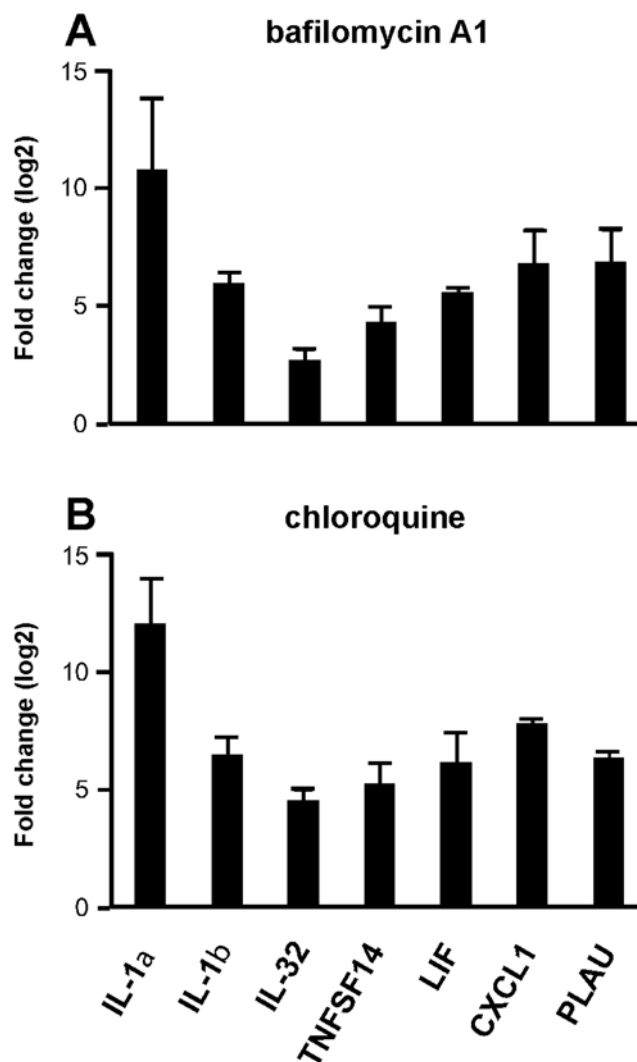 A bafilomycin A1
15
10
5
0
Fold change (log2)
B chloroquine
15
10
5
0
Fold change (log2)
IL-1a
IL-1b
IL-32
TNFSF14
LIF
CXCL1
PLAU